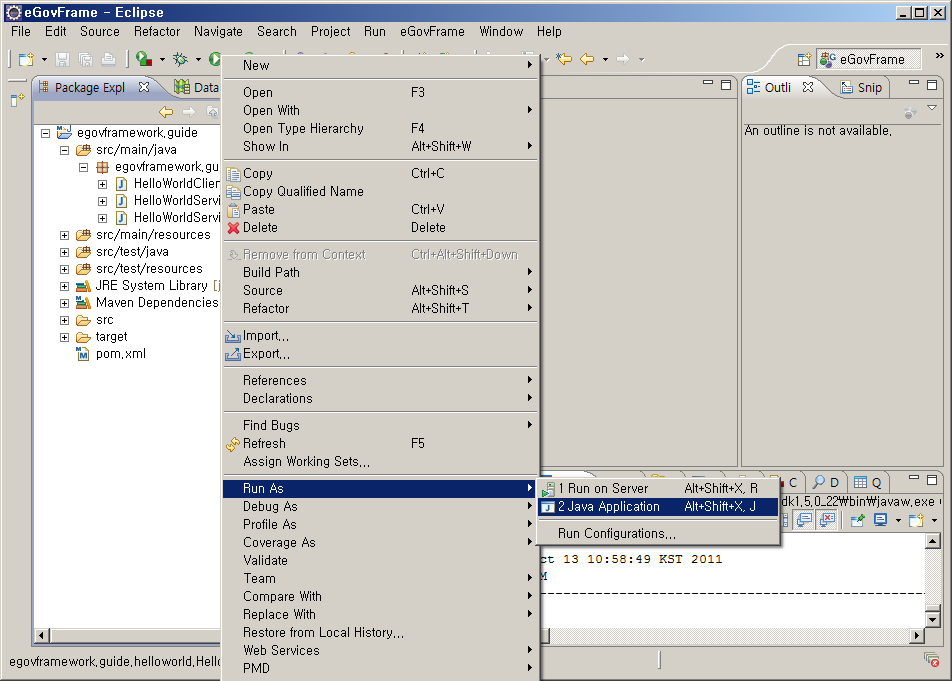 eGovFrame - Eclipse
File Edit Source Refactor Navigate Search Project Run eGovFrame Window Help
eGovFrame
Package Expl
Data
Outli
Snip
An outline is not available.
egovframework.guide
src/main/java
egovframework.gu
HelloWorldClien
HelloWorldServi
HelloWorldServi
src/main/resources
src/test/java
src/test/resources
JRE System Library [j
Maven Dependencies
src
target
pom.xml
New
Open F3
Open With
Open Type Hierarchy F4
Show In Alt+Shift+W
Copy Ctrl+C
Copy Qualified Name
Paste Ctrl+V
Delete Delete
Remove from Context Ctrl+Alt+Shift+Down
Build Path
Source Alt+Shift+S
Refactor Alt+Shift+T
Import...
Export...
References
Declarations
Find Bugs
Refresh F5
Assign Working Sets...
Run As
Debug As
Profile As
Coverage As
Validate
Team
Compare With
Replace With
Restore from Local History...
Web Services
PMD
1 Run on Server Alt+Shift+X, R
2 Java Application Alt+Shift+X, J
Run Configurations...
C D Q
dk1.5.0_22₩bin₩javaw.exe (
ct 13 10:58:49 KST 2011
M
--------------------------------------------------
egovframework.guide.helloworld.Hello